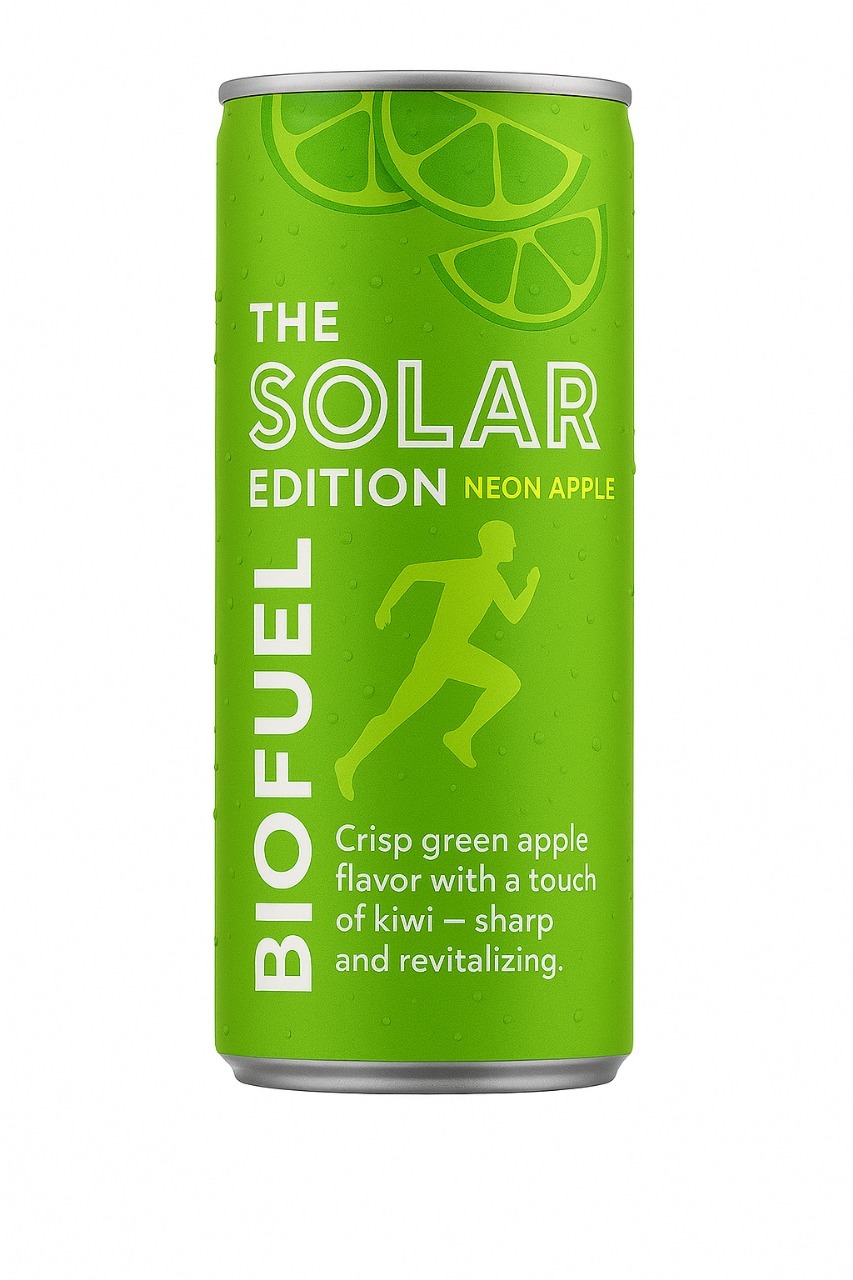 THE
SOLAR
EDITION NEON APPLE
BIOFUEL
Crisp green apple
flavor with a touch
of kiwi – sharp
and revitalizing.